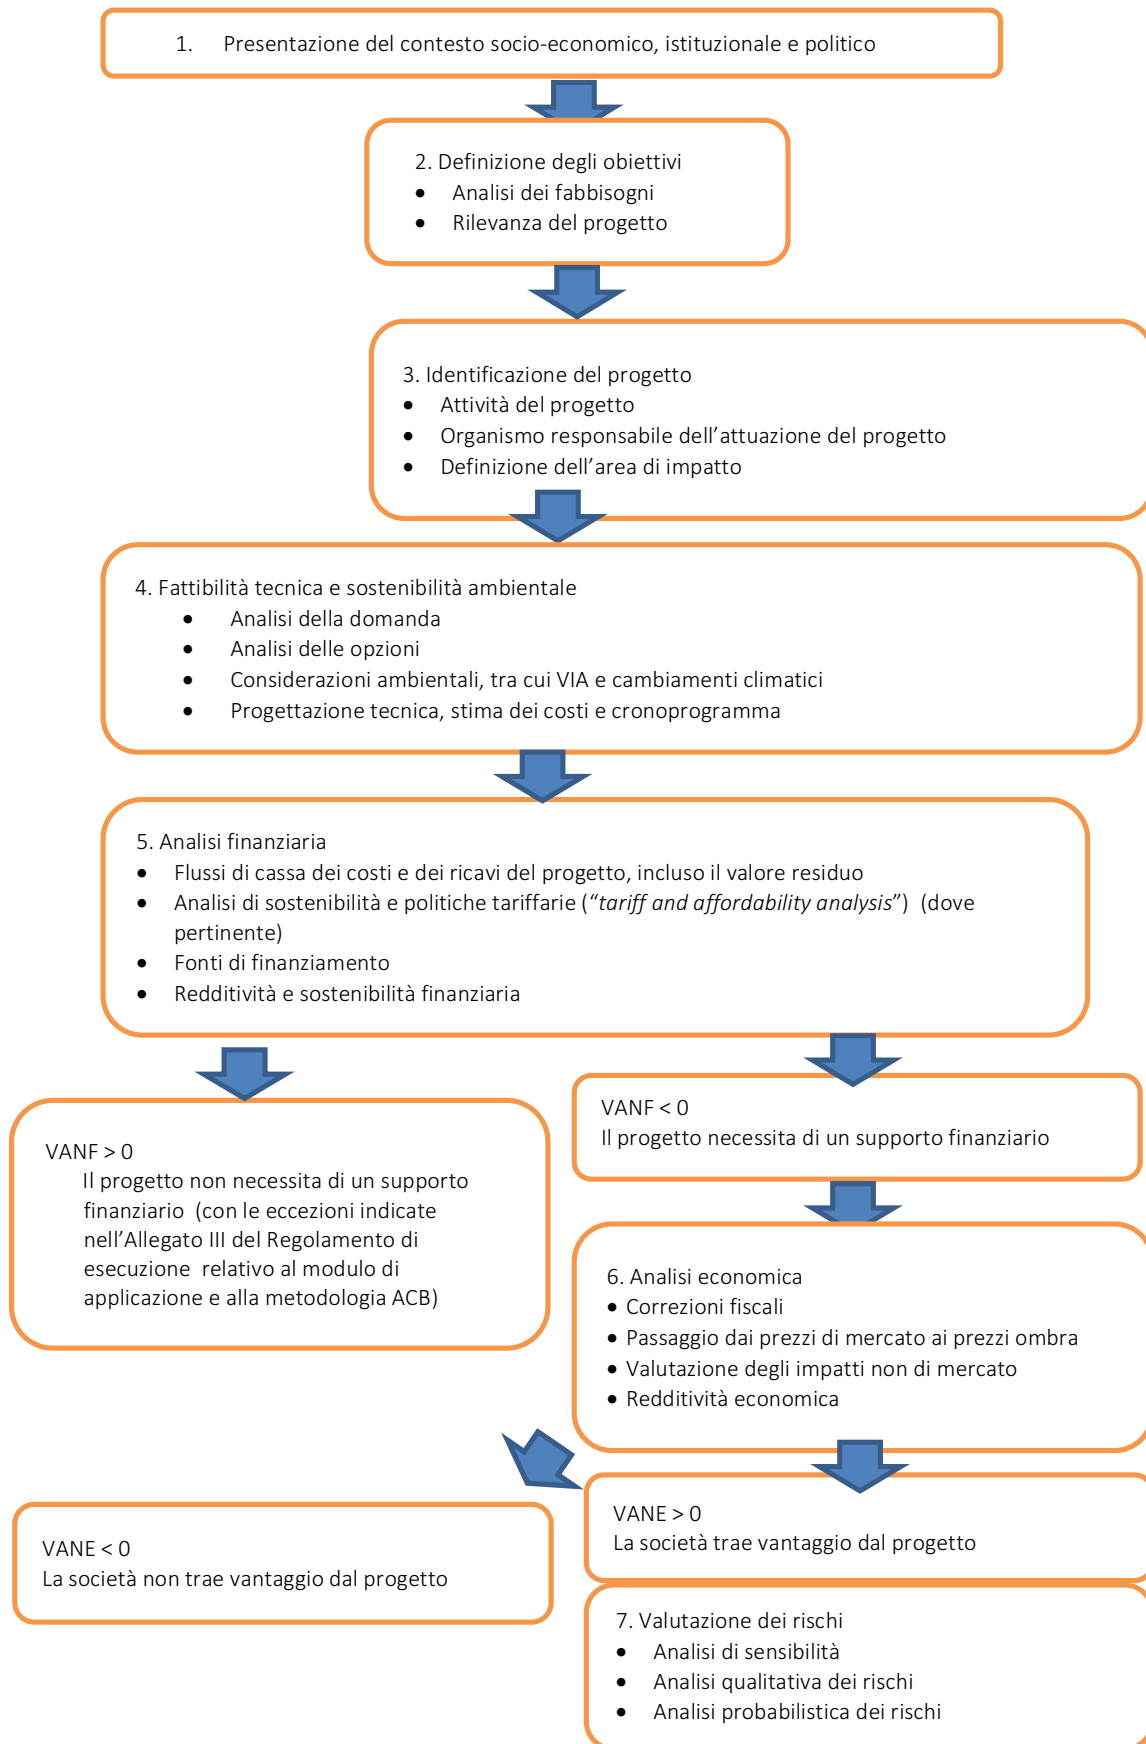 1. Presentazione del contesto socio-economico, istituzionale e politico
2. Definizione degli obiettivi
• Analisi dei fabbisogni
• Rilevanza del progetto
3. Identificazione del progetto
• Attività del progetto
• Organismo responsabile dell’attuazione del progetto
• Definizione dell’area di impatto
4. Fattibilità tecnica e sostenibilità ambientale
• Analisi della domanda
• Analisi delle opzioni
• Considerazioni ambientali, tra cui VIA e cambiamenti climatici
• Progettazione tecnica, stima dei costi e cronoprogramma
5. Analisi finanziaria
• Flussi di cassa dei costi e dei ricavi del progetto, incluso il valore residuo
• Analisi di sostenibilità e politiche tariffarie (“tariff and affordability analysis”) (dove
pertinente)
• Fonti di finanziamento
• Redditività e sostenibilità finanziaria
VANF > 0
Il progetto non necessita di un supporto
finanziario (con le eccezioni indicate
nell’Allegato III del Regolamento di
esecuzione relativo al modulo di
applicazione e alla metodologia ACB)
VANF < 0
Il progetto necessita di un supporto finanziario
6. Analisi economica
• Correzioni fiscali
• Passaggio dai prezzi di mercato ai prezzi ombra
• Valutazione degli impatti non di mercato
• Redditività economica
VANE < 0
La società non trae vantaggio dal progetto
VANE > 0
La società trae vantaggio dal progetto
7. Valutazione dei rischi
• Analisi di sensibilità
• Analisi qualitativa dei rischi
• Analisi probabilistica dei rischi